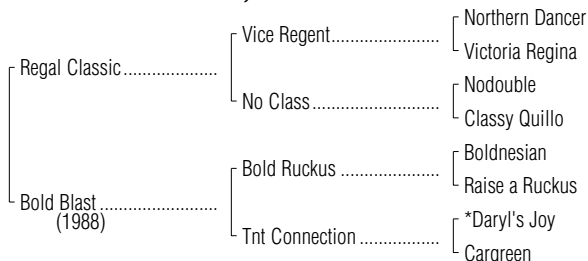 Northern Dancer
Vice Regent
Victoria Regina
Regal Classic
Nodouble
No Class
Classy Quillo
Boldnesian
Bold Ruckus
Raise a Ruckus
Bold Blast
(1988)
*Daryl's Joy
Tnt Connection
Cargreen